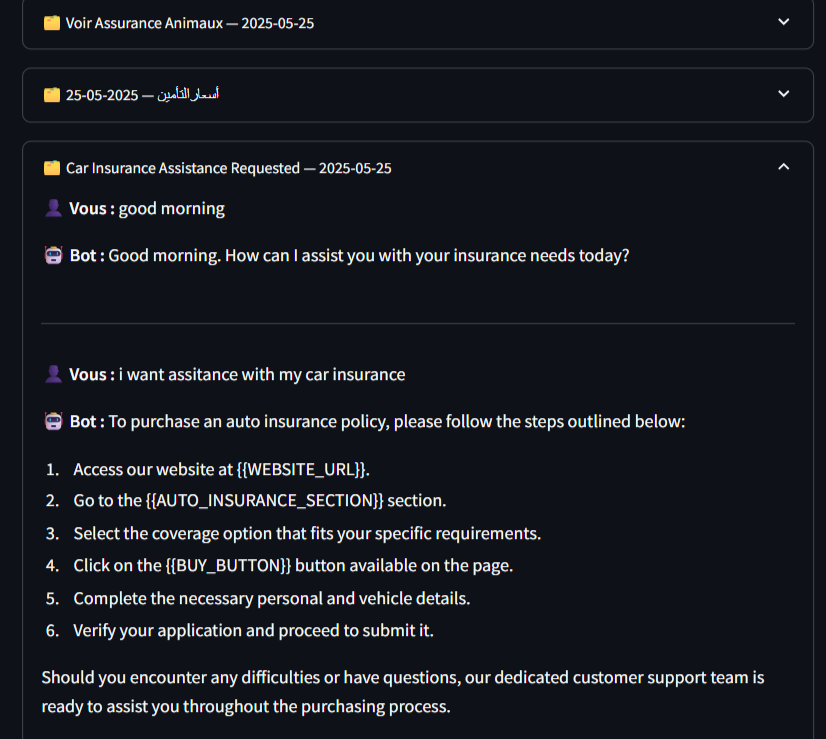 Voir Assurance Animaux — 2025-05-25
25-05-2025 — أسعار التأمين
Car Insurance Assistance Requested — 2025-05-25
Vous : good morning
Bot : Good morning. How can I assist you with your insurance needs today?
Vous : i want assitance with my car insurance
Bot : To purchase an auto insurance policy, please follow the steps outlined below:
1. Access our website at {{WEBSITE_URL}}.
2. Go to the {{AUTO_INSURANCE_SECTION}} section.
3. Select the coverage option that fits your specific requirements.
4. Click on the {{BUY_BUTTON}} button available on the page.
5. Complete the necessary personal and vehicle details.
6. Verify your application and proceed to submit it.
Should you encounter any difficulties or have questions, our dedicated customer support team is
ready to assist you throughout the purchasing process.